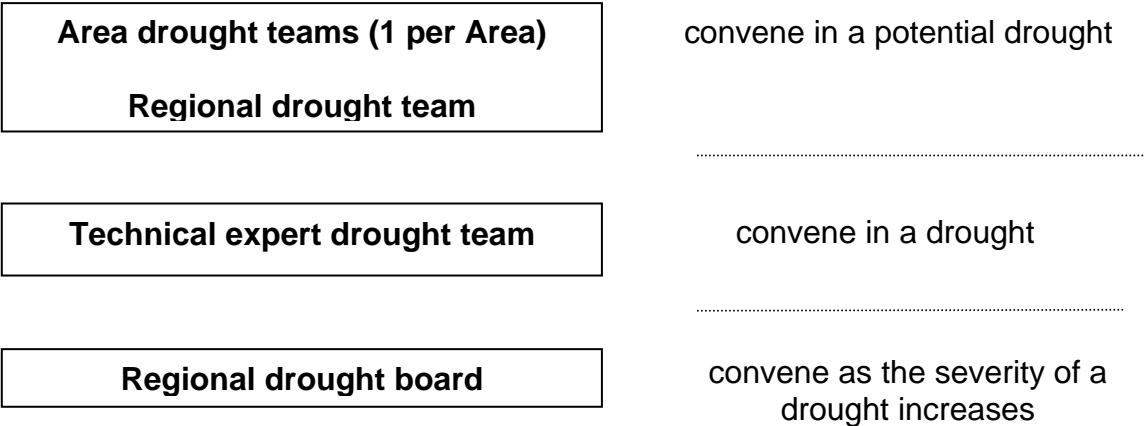 Area drought teams (1 per Area)
convene in a potential drought
Regional drought team
Technical expert drought team
convene in a drought
Regional drought board
convene as the severity of a
drought increases